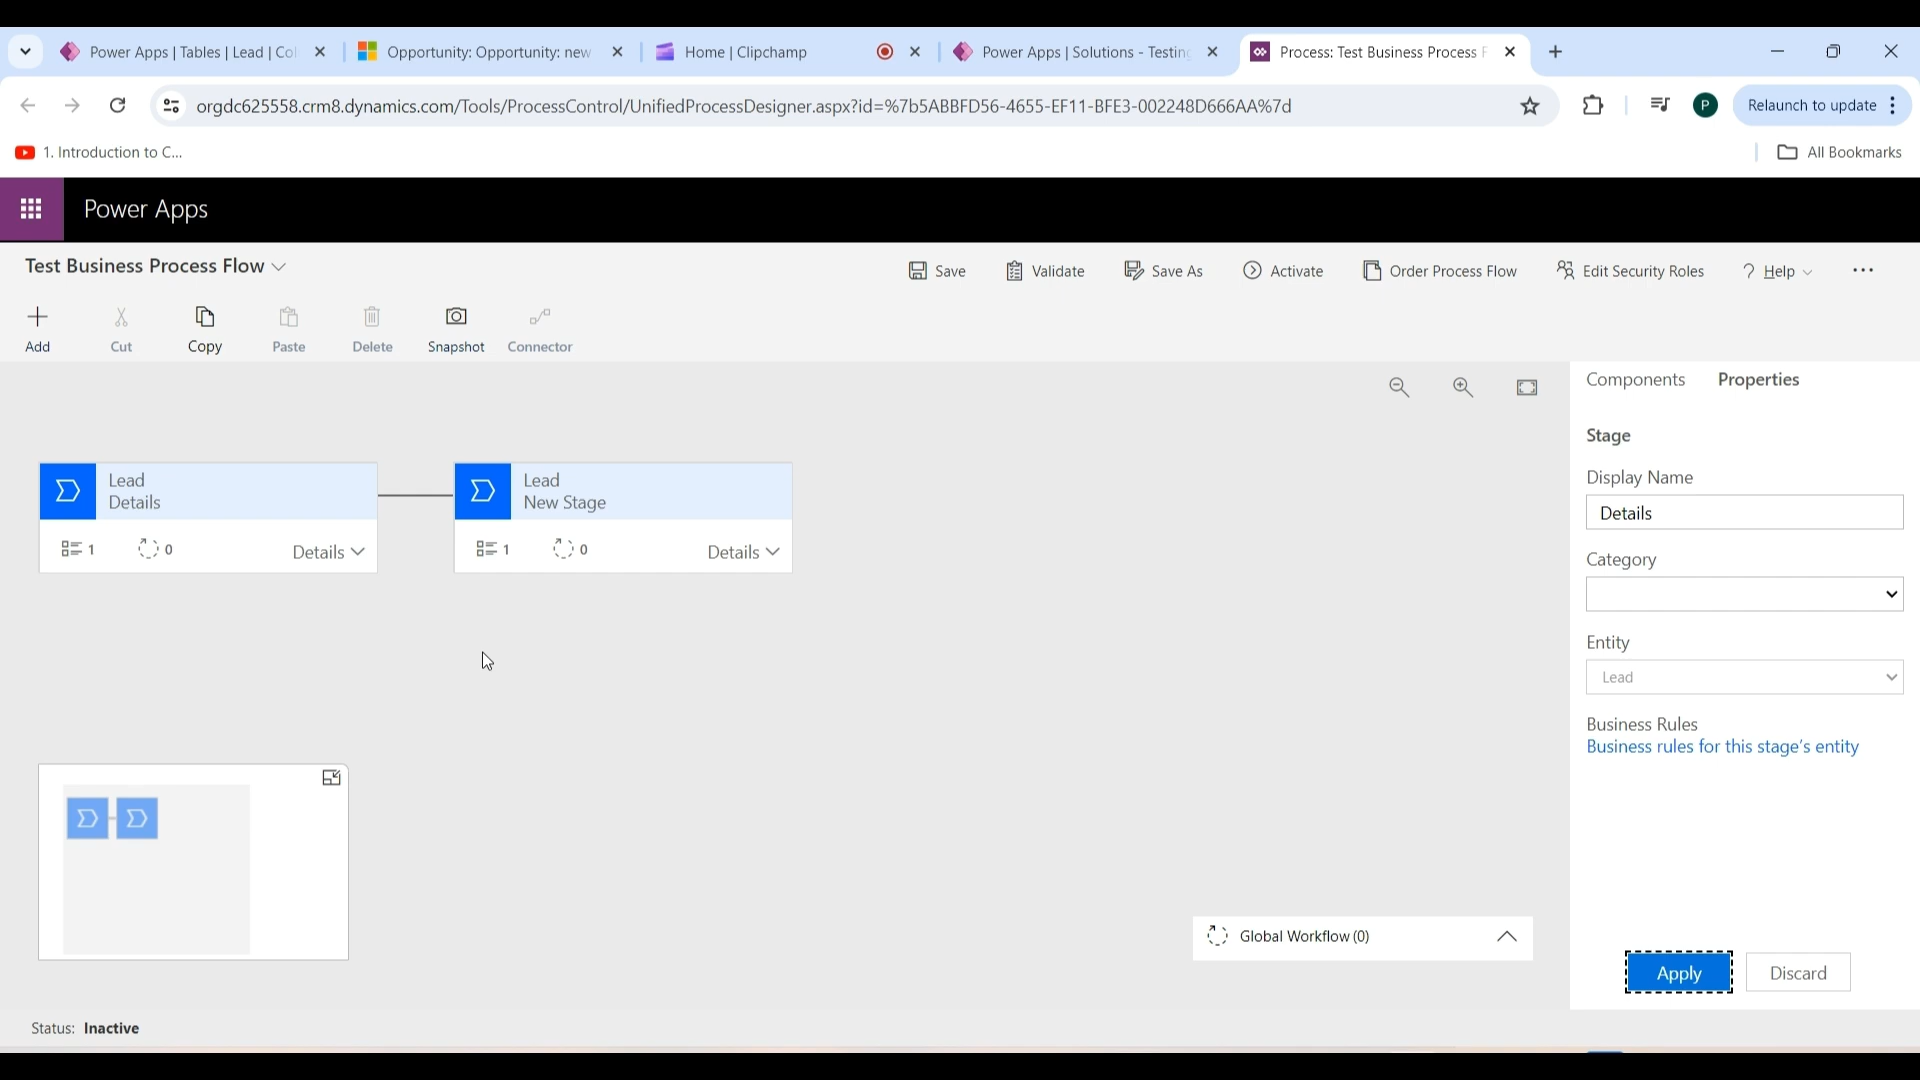 Power Apps | Tables | Lead | Col
Opportunity: Opportunity: new
Home | Clipchamp
Power Apps | Solutions - Testing
Process: Test Business Process F
orgdc625558.crm8.dynamics.com/Tools/ProcessControl/UnifiedProcessDesigner.aspx?id=%7b5ABBFD56-4655-EF11-BFE3-002248D666AA%7d
P
Relaunch to update
1. Introduction to C...
All Bookmarks
Power Apps
Test Business Process Flow
Save
Validate
Save As
Activate
Order Process Flow
Edit Security Roles
? Help
...
Add
Cut
Copy
Paste
Delete
Snapshot
Connector
Components
Properties
Stage
Display Name
Details
Category
Entity
Lead
Business Rules
Business rules for this stage's entity
Lead
Details
1
0
Details
Lead
New Stage
1
0
Details
Global Workflow (0)
Apply
Discard
Status: Inactive